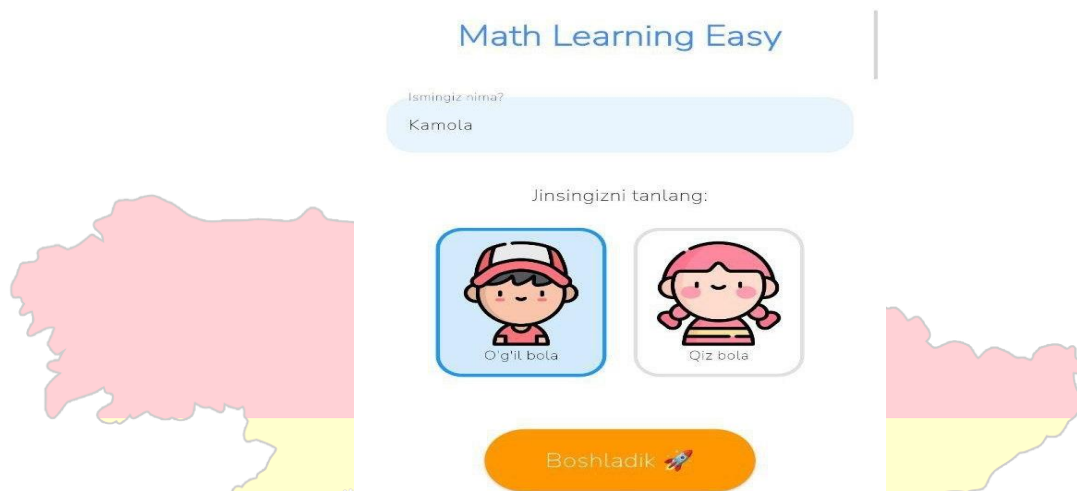 Math Learning Easy
Ismingiz nima?
Kamola
Jinsingizni tanlang:
O'g'il bola
Qiz bola
Boshladik 🚀